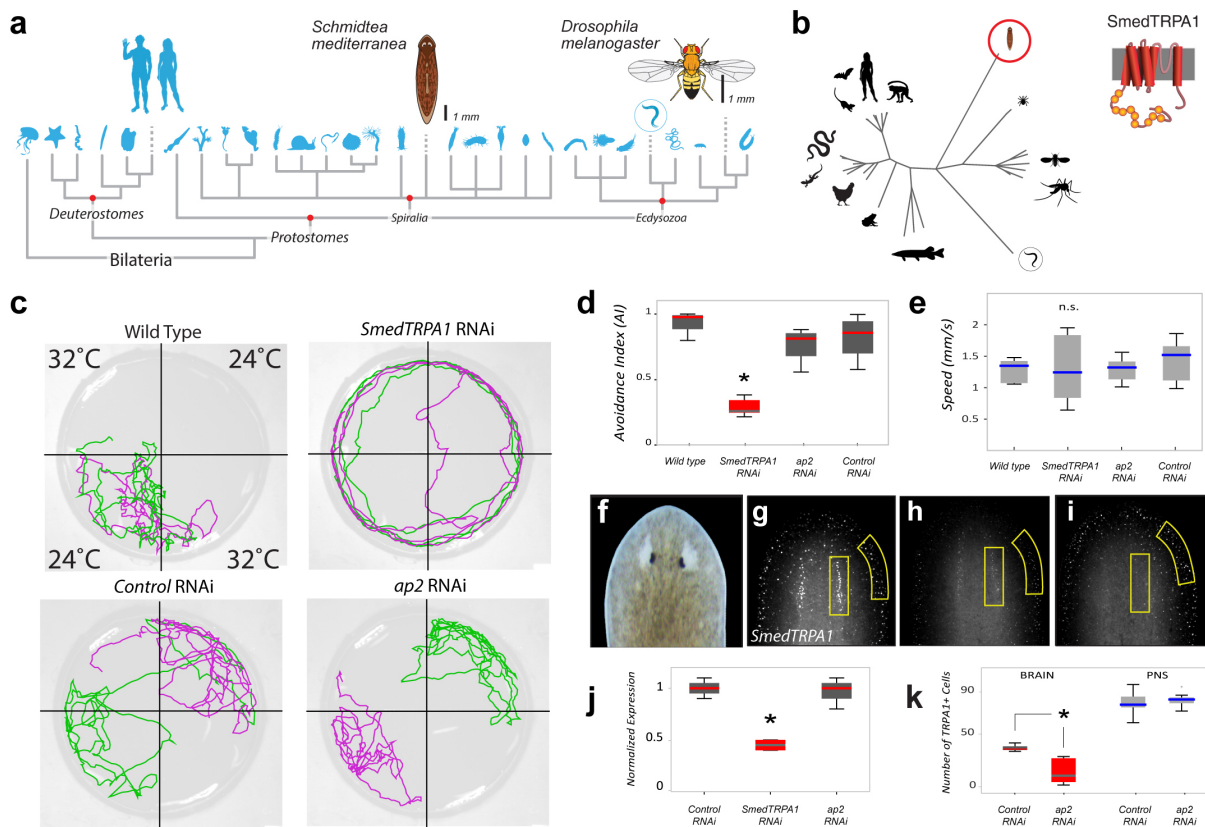 a
Schmidtea
mediterranea
1 mm
Drosophila
melanogaster
1 mm
Deuterostomes
Spiralia
Ecdysozoa
Protostomes
Bilateria
b
SmedTRPA1
c
Wild Type
32˚C
24˚C
24˚C
32˚C
SmedTRPA1 RNAi
Control RNAi
ap2 RNAi
d
Avoidance Index (AI)
1
0.5
0
*
Wild type
SmedTRPA1
RNAi
ap2
RNAi
Control
RNAi
e
Speed (mm/s)
2
1.5
1
0.5
n.s.
Wild type
SmedTRPA1
RNAi
ap2
RNAi
Control
RNAi
f
g
SmedTRPA1
h
i
j
Normalized Expression
1
0.5
0
*
Control
RNAi
SmedTRPA1
RNAi
ap2
RNAi
k
Number of TRPA1+ Cells
90
50
0
BRAIN
PNS
*
Control
RNAi
ap2
RNAi
Control
RNAi
ap2
RNAi